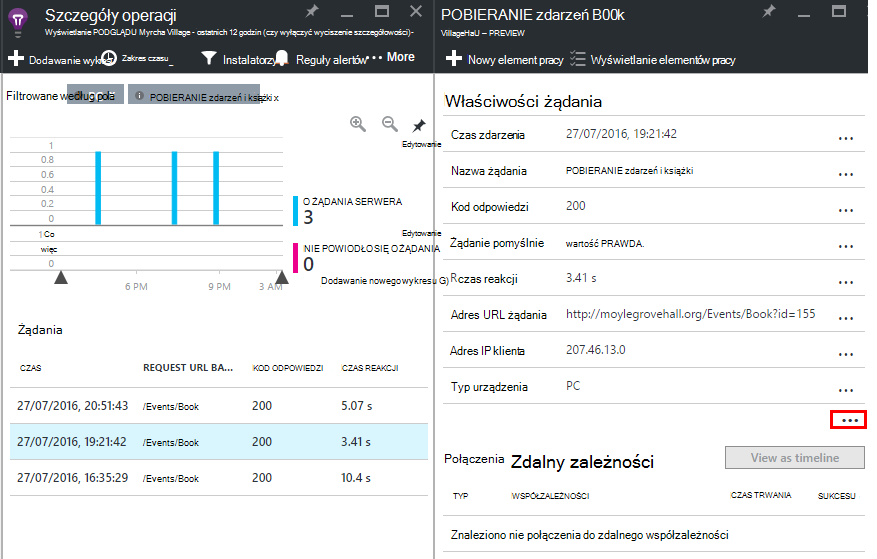 Szczegóły operacji
Wyświetlanie PODGLĄDU Myrcha Village - ostatnich 12 godzin (czy wyłączyć wyciszenie szczegółowości)-
Dodawanie wykres Zakres czasu_ Instalatorzy Reguły alertów ••• More
Filtrowane według pola POBIERANIE zdarzeń i książki x
Edytowanie
1
0.8
0.6
0.4
0.2
0
O ŻĄDANIA SERWERA
3
Edytowanie
1 Co
więc
0
NIE POWIODŁO SIĘ O ŻĄDANIA
0
6 PM 9 PM 3 AM
Dodawanie nowego wykresu G)
Żądania
CZAS REQUEST URL BA... KOD ODPOWIEDZI CZAS REAKCJI
27/07/2016, 20:51:43 /Events/Book 200 5.07 s
27/07/2016, 19:21:42 /Events/Book 200 3.41 s
27/07/2016, 16:35:29 /Events/Book 200 10.4 s
POBIERANIE zdarzeń B00k
VillageHaU – PREVIEW
Nowy element pracy Wyświetlanie elementów pracy
Właściwości żądania
Czas zdarzenia 27/07/2016, 19:21:42 •••
Nazwa żądania POBIERANIE zdarzeń i książki •••
Kod odpowiedzi 200 •••
Żądanie pomyślnie wartość PRAWDA. •••
Rczas reakcji 3.41 s •••
Adres URL żądania http://moylegrovehall.org/Events/Book?id=155 •••
Adres IP klienta 207.46.13.0 •••
Typ urządzenia PC •••
•••
Połączenia Zdalny zależności View as timeline
TYP WSPÓŁZALEŻNOŚCI CZAS TRWANIA SUKCESU
Znaleziono nie połączenia do zdalnego współzależności